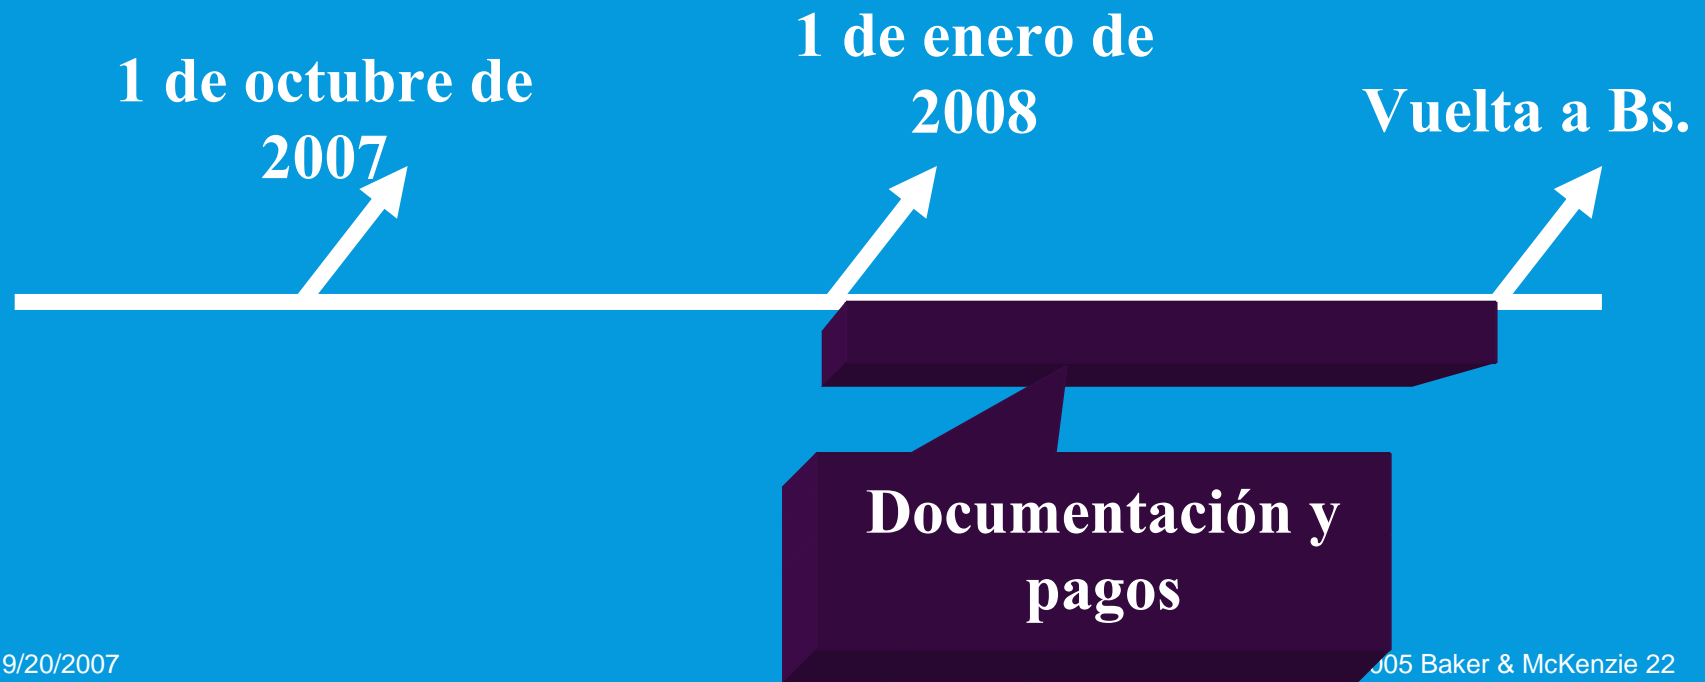 1 de octubre de
2007
1 de enero de
2008
Vuelta a Bs.
Documentación y
pagos
9/20/2007
Baker & McKenzie 22